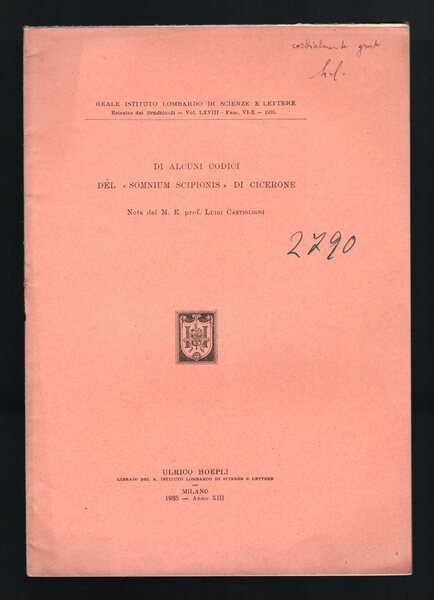 cordialmente grato
REALE ISTITUTO LOMBARDO DI SCIENZE E LETTERE
Estratto dai Rendiconti — Vol. LXVIII - Fasc. VI-X — 1935.
DI ALCUNI CODICI
DEL « SOMNIUM SCIPIONIS » DI CICERONE
Nota del M. E. prof. LUIGI CASTIGLIONI
2790
ULRICO HOEPLI
LIBRAIO DEL R. ISTITUTO LOMBARDO DI SCIENZE E LETTERE
MILANO
1935 — ANNO XIII